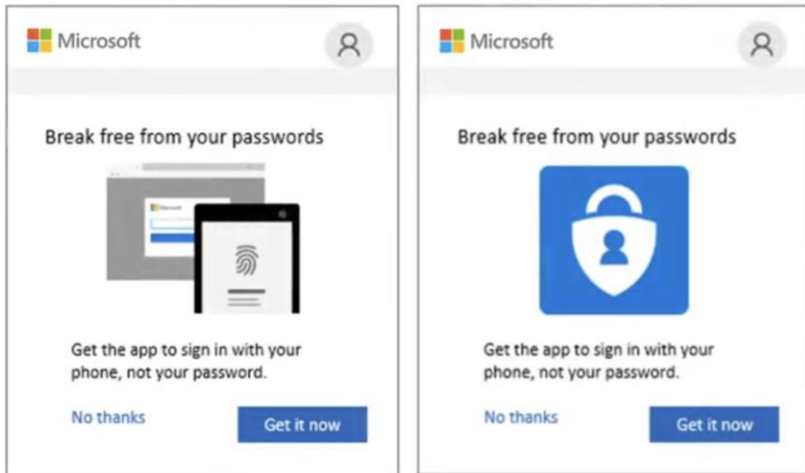 Microsoft
Break free from your passwords
Microsoft
Get the app to sign in with your
phone, not your password.
No thanks
Get it now
Microsoft
Break free from your passwords
Get the app to sign in with your
phone, not your password.
No thanks
Get it now